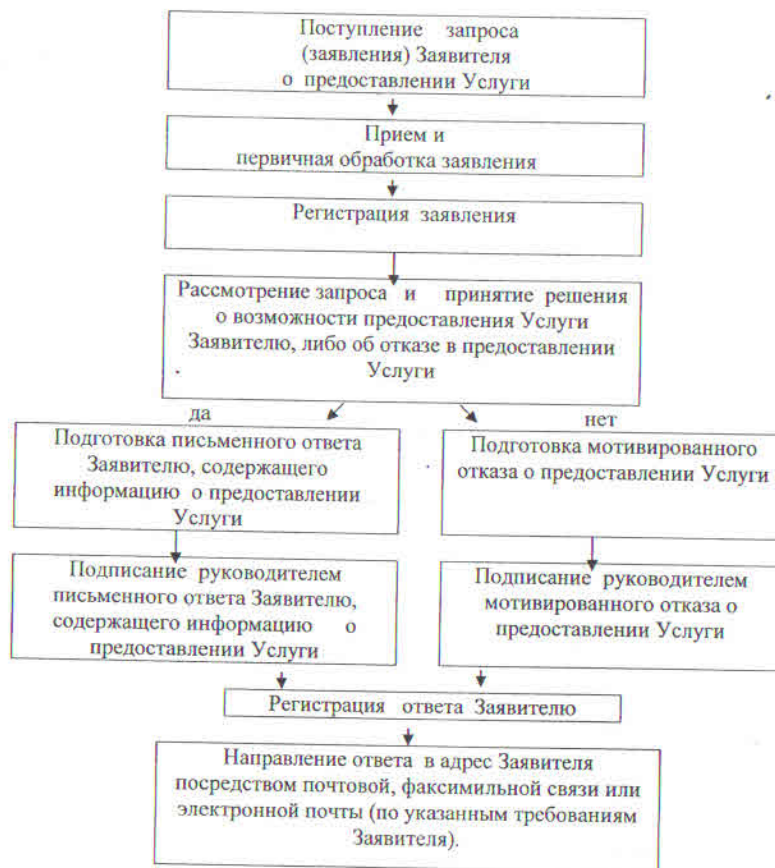 Поступление запроса
(заявления) Заявителя
о предоставлении Услуги
Прием и
первичная обработка заявления
Регистрация заявления
Рассмотрение запроса и принятие решения
о возможности предоставления Услуги
Заявителю, либо об отказе в предоставлении
Услуги
да
нет
Подготовка письменного ответа
Заявителю, содержащего
информацию о предоставлении
Услуги
Подготовка мотивированного
отказа о предоставлении Услуги
Подписание руководителем
письменного ответа Заявителю,
содержащего информацию о
предоставлении Услуги
Подписание руководителем
мотивированного отказа о
предоставлении Услуги
Регистрация ответа Заявителю
Направление ответа в адрес Заявителя
посредством почтовой, факсимильной связи или
электронной почты (по указанным требованиям
Заявителя).